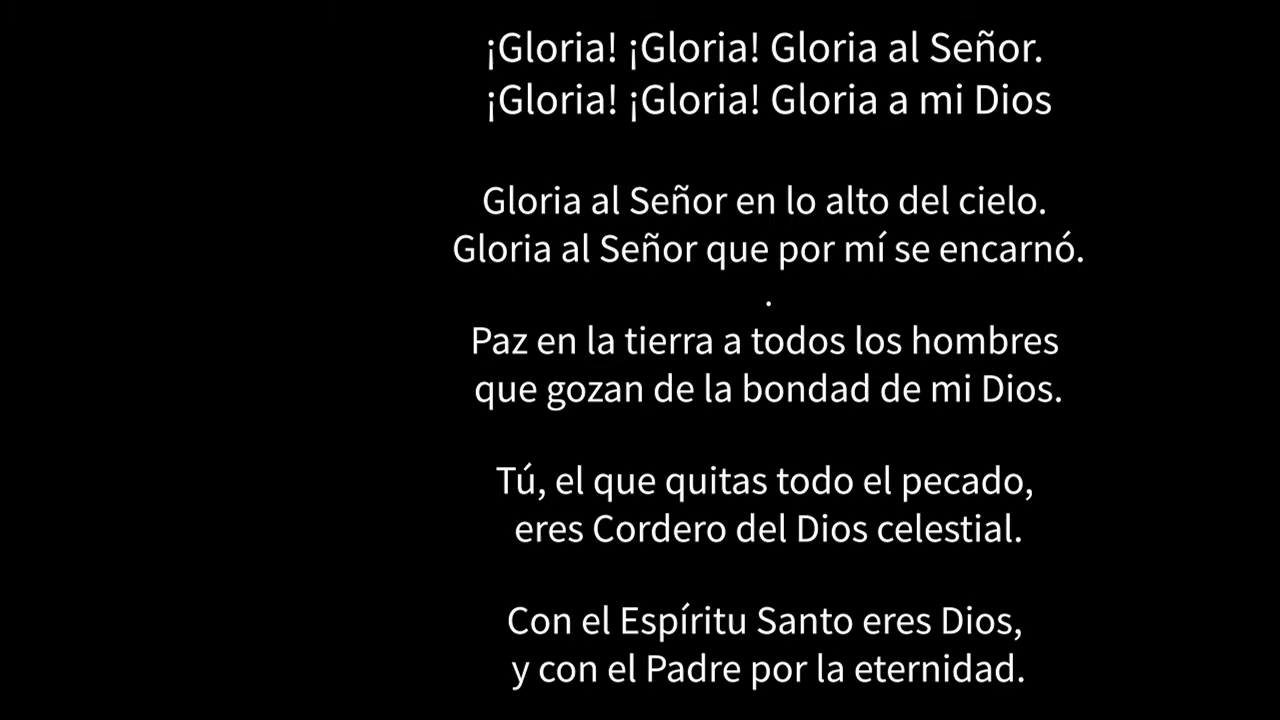 ¡Gloria! ¡Gloria! Gloria al Señor.
¡Gloria! ¡Gloria! Gloria a mi Dios
Gloria al Señor en lo alto del cielo.
Gloria al Señor que por mí se encarnó.
.
Paz en la tierra a todos los hombres
que gozan de la bondad de mi Dios.
Tú, el que quitas todo el pecado,
eres Cordero del Dios celestial.
Con el Espíritu Santo eres Dios,
y con el Padre por la eternidad.